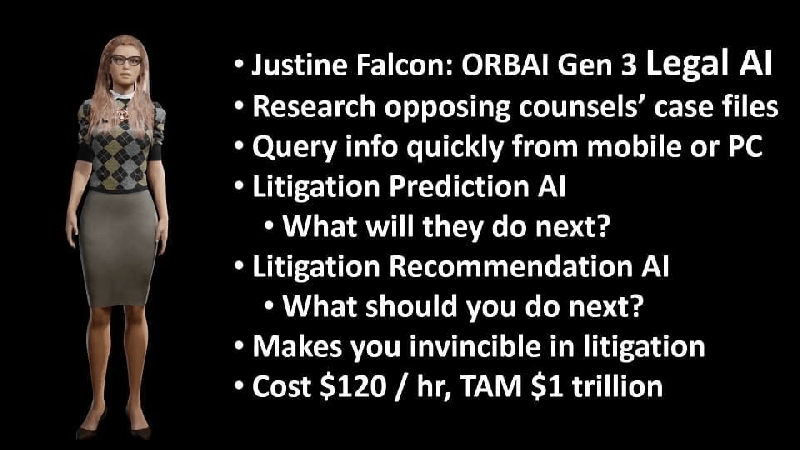 • Justine Falcon: ORBAI Gen 3 Legal AI
• Research opposing counsels’ case files
• Query info quickly from mobile or PC
• Litigation Prediction AI
• What will they do next?
• Litigation Recommendation AI
• What should you do next?
• Makes you invincible in litigation
• Cost $120 / hr, TAM $1 trillion